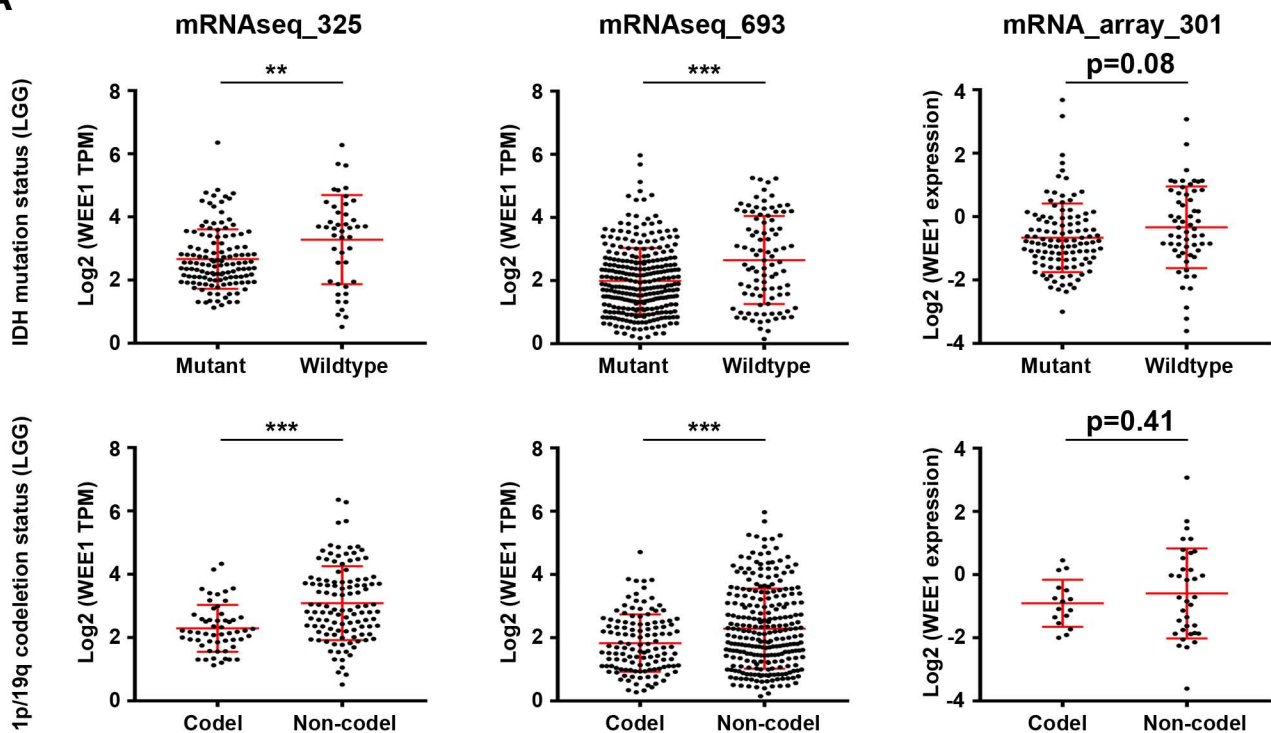 A
mRNAseq_325
mRNAseq_693
mRNA_array_301
IDH mutation status (LGG)
Log2 (WEE1 TPM)
8
6
4
2
0
**
Mutant
Wildtype
Log2 (WEE1 TPM)
8
6
4
2
0
***
Mutant
Wildtype
Log2 (WEE1 expression)
4
2
0
-2
-4
p=0.08
Mutant
Wildtype
1p/19q codeletion status (LGG)
Log2 (WEE1 TPM)
8
6
4
2
0
***
Codel
Non-codel
Log2 (WEE1 TPM)
8
6
4
2
0
***
Codel
Non-codel
Log2 (WEE1 expression)
4
2
0
-2
-4
p=0.41
Codel
Non-codel